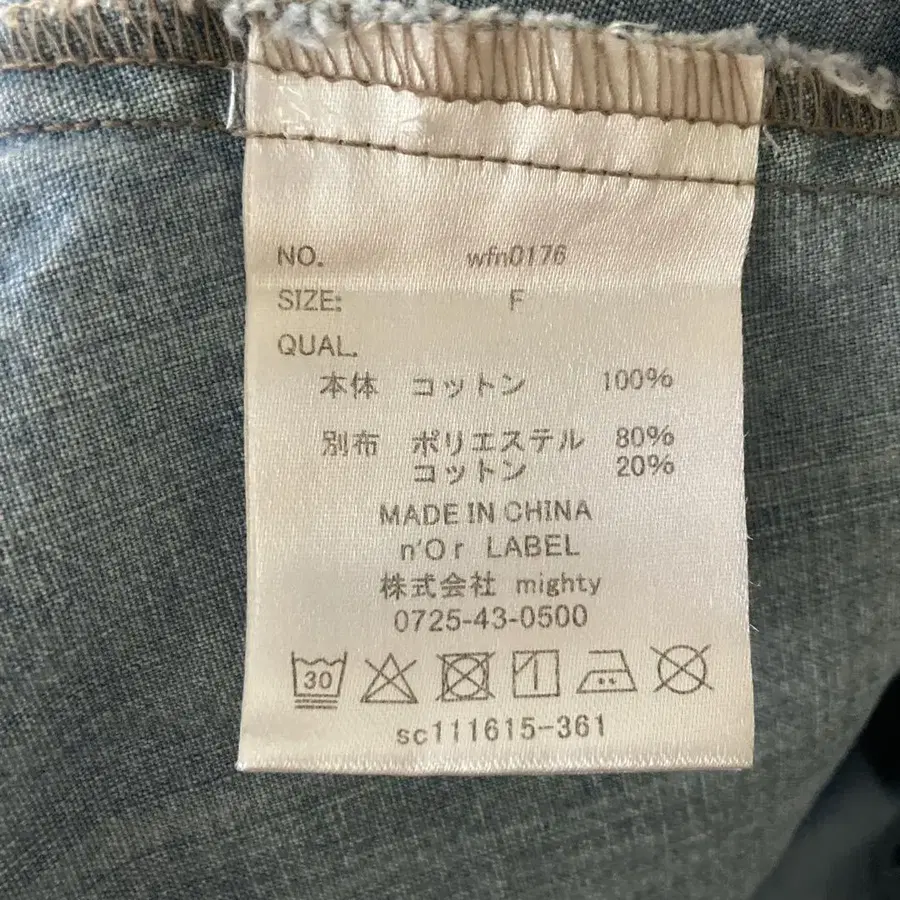 NO. wfn0176
SIZE: F
QUAL.
本体 コットン 100%
別布 ポリエステル 80%
コットン 20%
MADE IN CHINA
n'Or LABEL
株式会社 mighty
0725-43-0500
30
sc111615-361